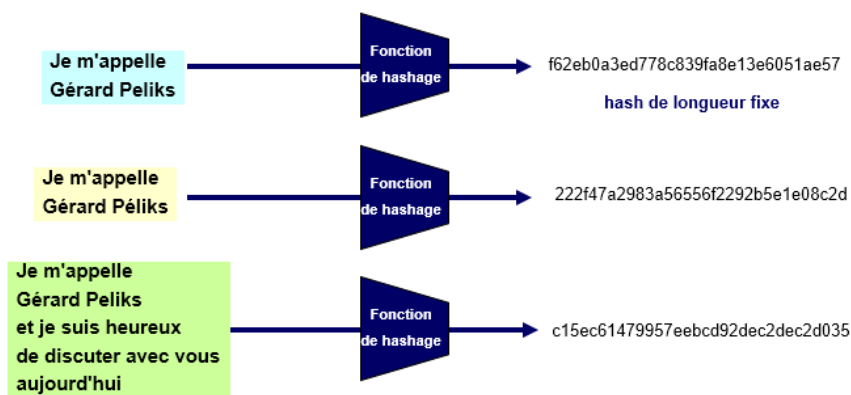 Je m'appelle
Gérard Peliks
Fonction
de hashage
f62eb0a3ed778c839fa8e13e6051ae57
hash de longueur fixe
Je m'appelle
Gérard Péliks
Fonction
de hashage
222f47a2983a56556f2292b5e1e08c2d
Je m'appelle
Gérard Peliks
et je suis heureux
de discuter avec vous
aujourd'hui
Fonction
de hashage
c15ec61479957eebcd92dec2dec2d035